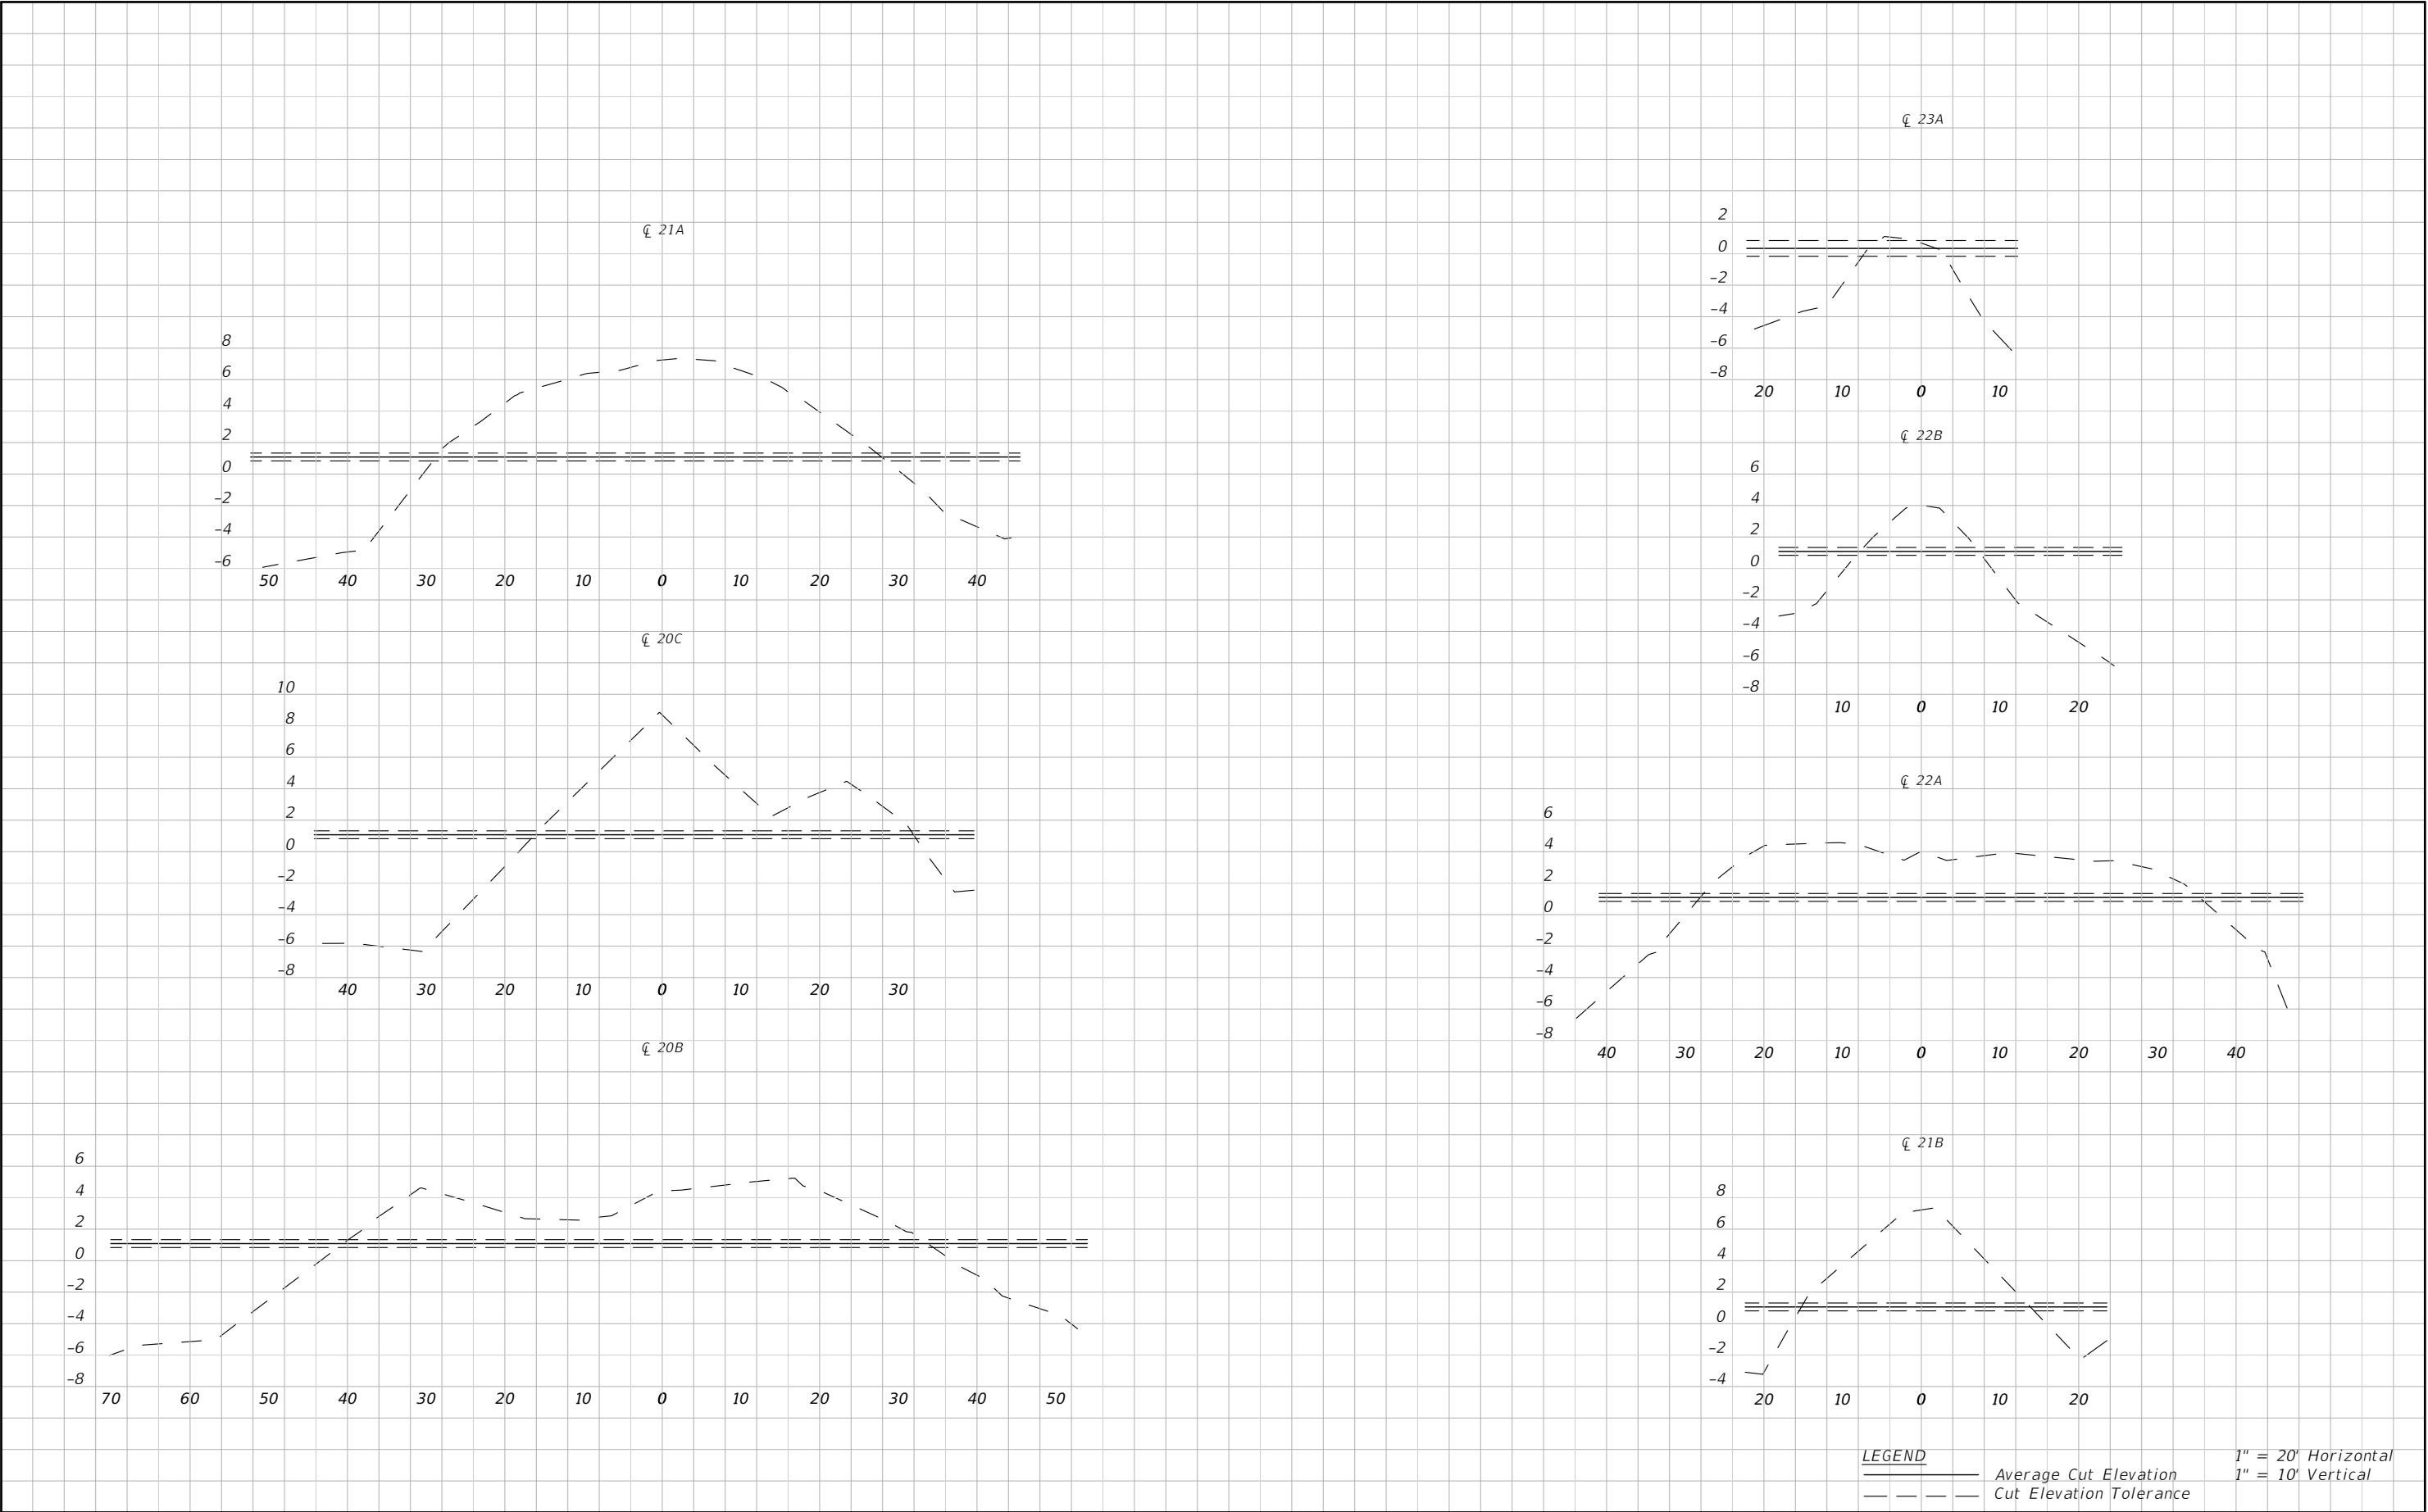 ℄ 21A
8
6
4
2
0
-2
-4
-6
50 40 30 20 10 0 10 20 30 40
℄ 20C
10
8
6
4
2
0
-2
-4
-6
-8
40 30 20 10 0 10 20 30
℄ 20B
6
4
2
0
-2
-4
-6
-8
70 60 50 40 30 20 10 0 10 20 30 40 50
℄ 23A
2
0
-2
-4
-6
-8
20 10 0 10
℄ 22B
6
4
2
0
-2
-4
-6
-8
10 0 10 20
℄ 22A
6
4
2
0
-2
-4
-6
-8
40 30 20 10 0 10 20 30 40
℄ 21B
8
6
4
2
0
-2
-4
20 10 0 10 20
LEGEND
Average Cut Elevation
Cut Elevation Tolerance
1" = 20' Horizontal
1" = 10' Vertical